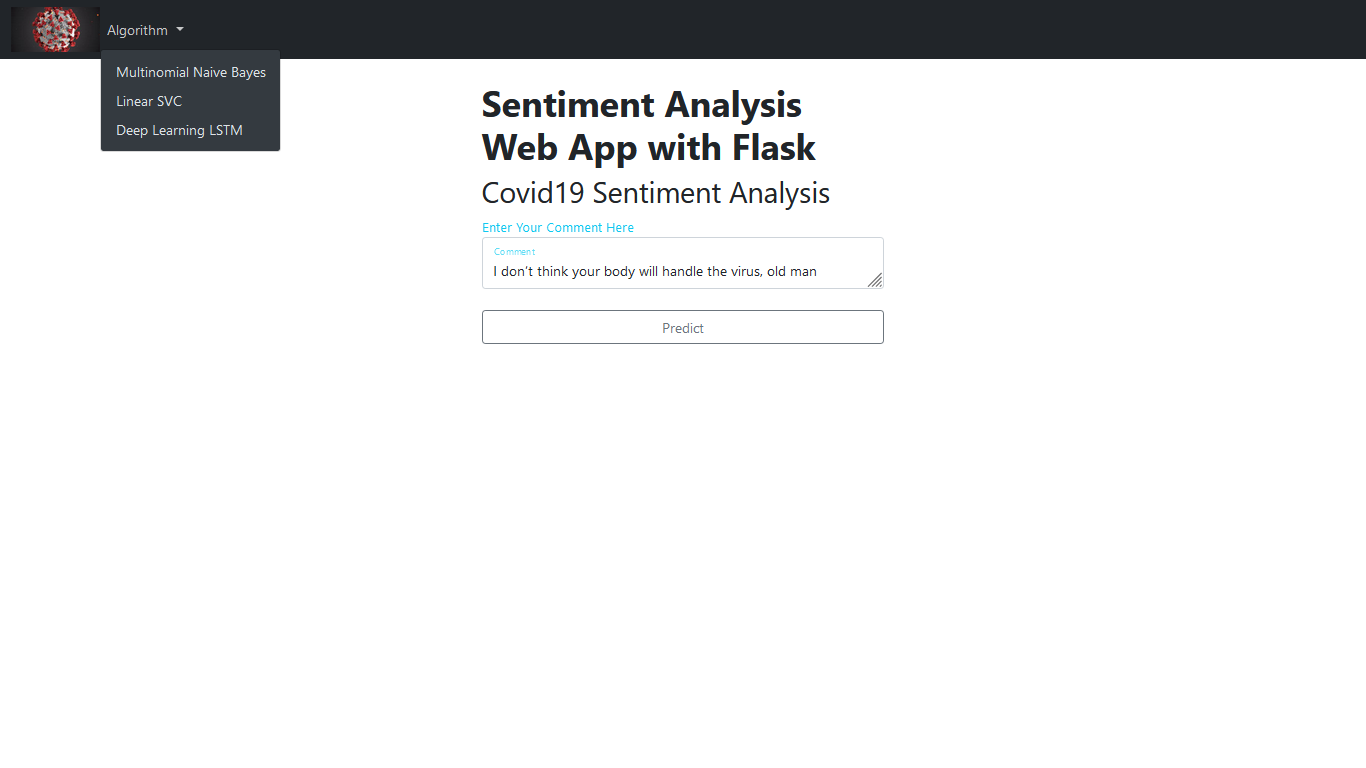 Algorithm
Multinomial Naive Bayes
Linear SVC
Deep Learning LSTM
Sentiment Analysis
Web App with Flask
Covid19 Sentiment Analysis
Enter Your Comment Here
Comment
I don't think your body will handle the virus, old man
Predict